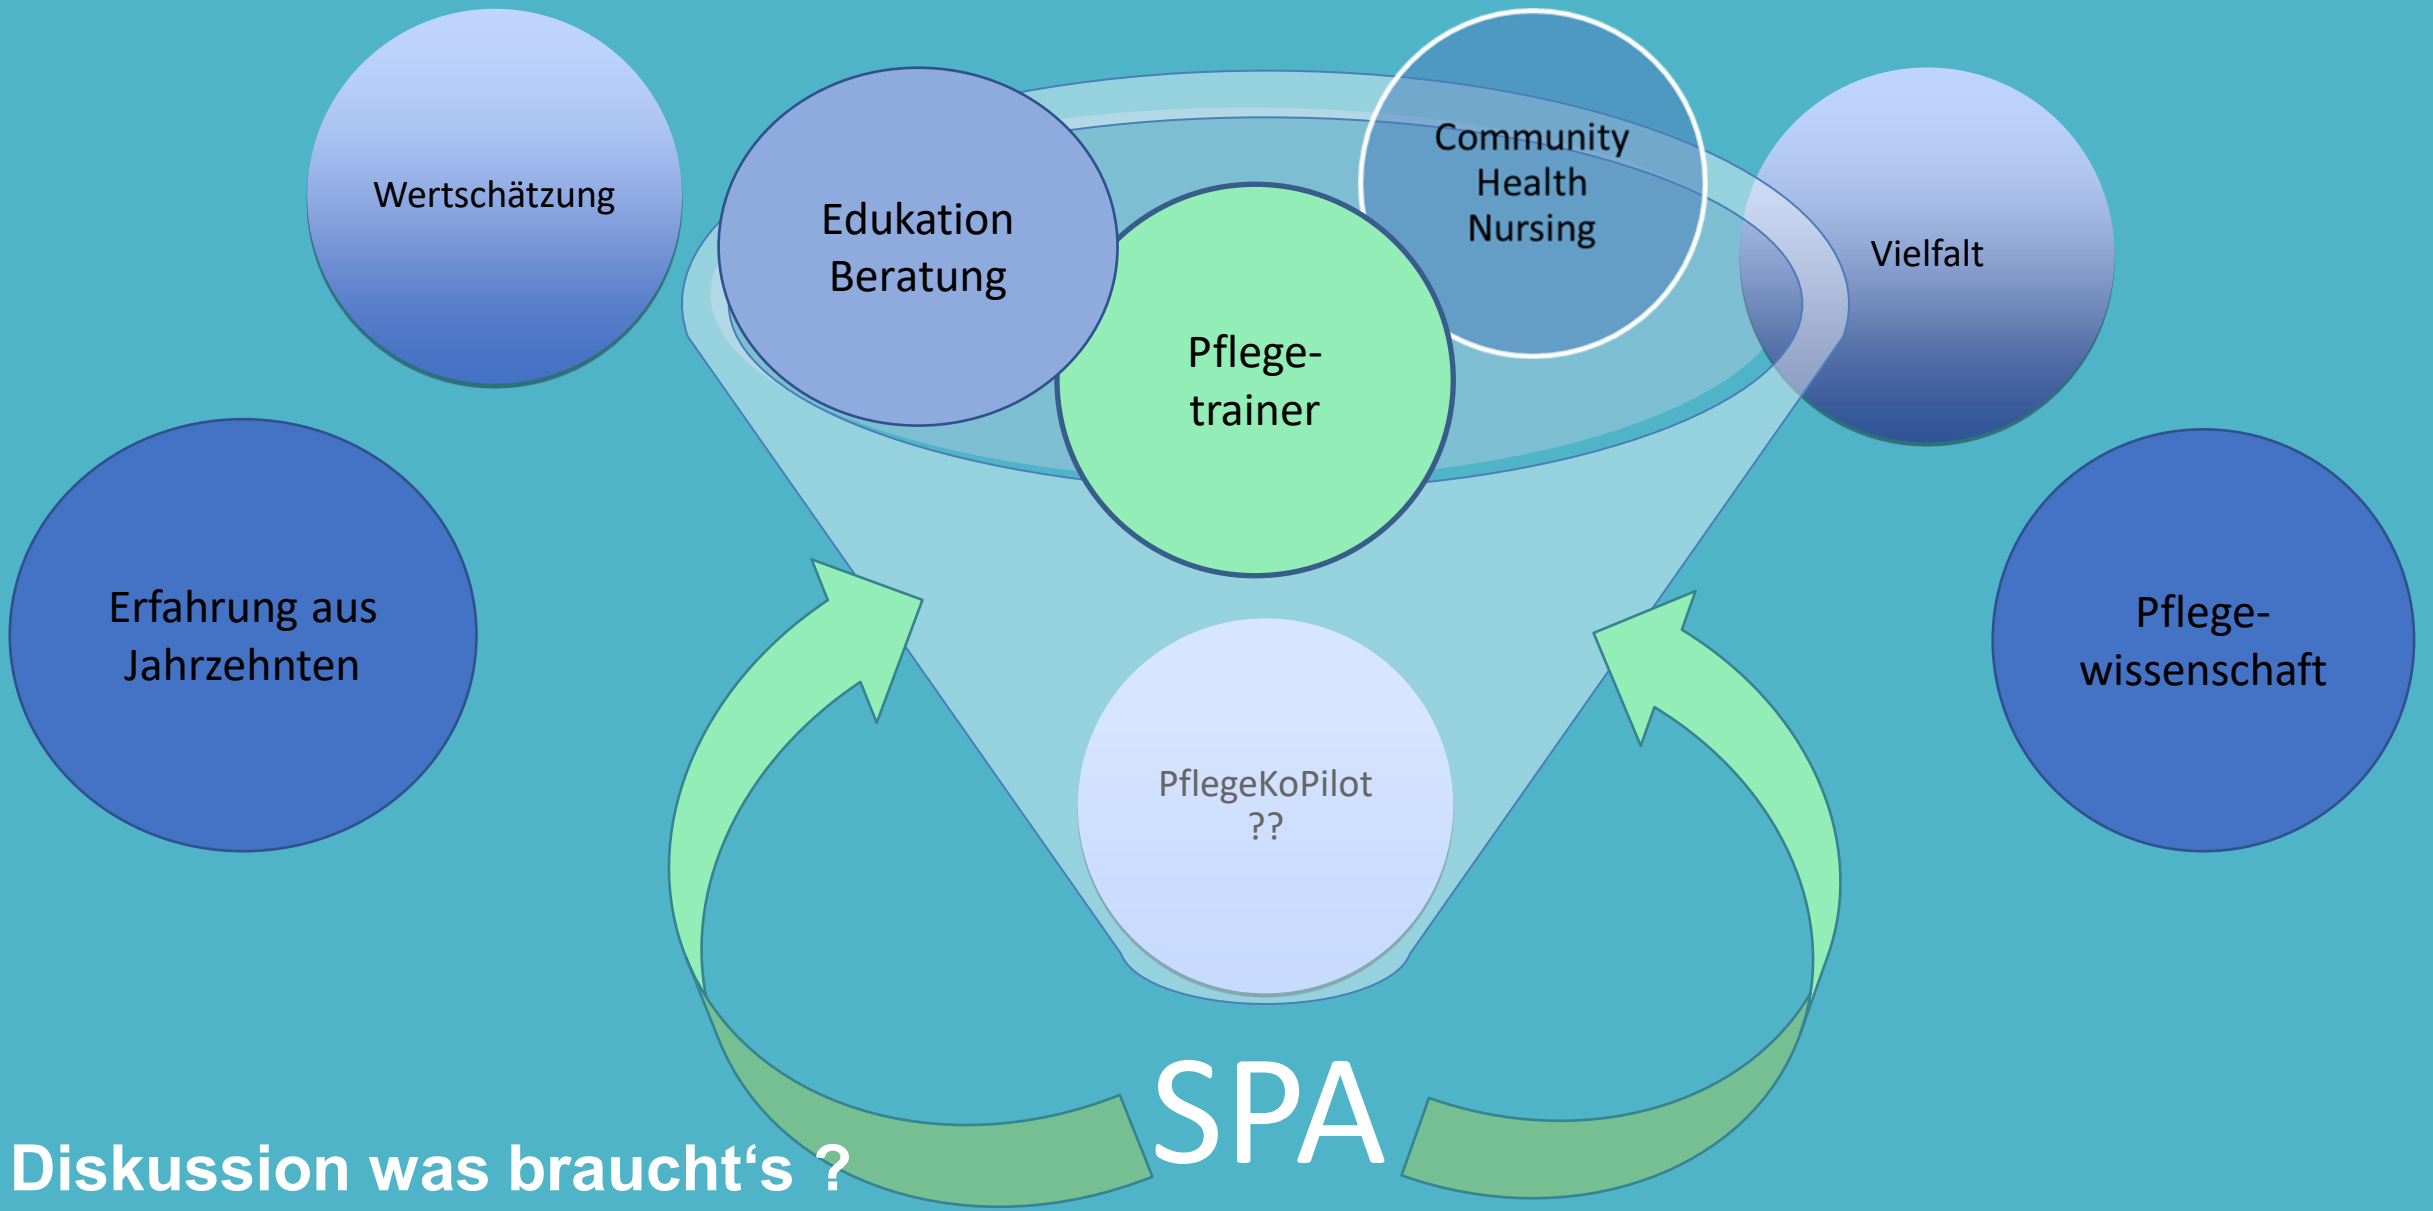 Wertschätzung
Edukation
Beratung
Community
Health
Nursing
Vielfalt
Pflege-
trainer
Erfahrung aus
Jahrzehnten
Pflege-
wissenschaft
PflegeKoPilot
??
SPA
Diskussion was braucht‘s ?